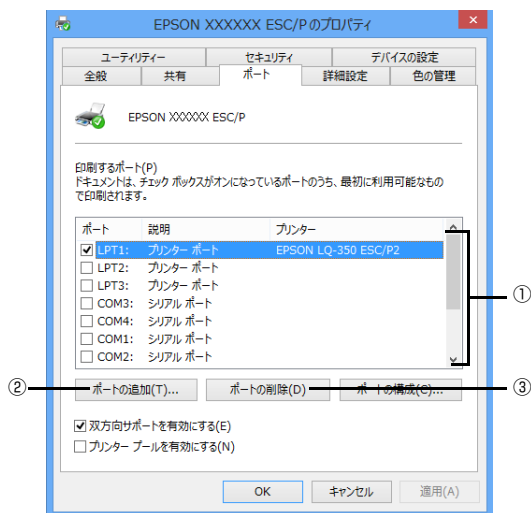 EPSON XXXXXX ESC/Pのプロパティ
×
ユーティリティー セキュリティ デバイスの設定
全般 共有 ポート 詳細設定 色の管理
EPSON XXXXXX ESC/P
印刷するポート(P)
ドキュメントは、チェック ボックスがオンになっているポートのうち、最初に利用可能なもの
で印刷されます。
ポート 説明 プリンター
LPT1: プリンター ポート EPSON LQ-350 ESC/P2
LPT2: プリンター ポート
LPT3: プリンター ポート
COM3: シリアル ポート
COM4: シリアル ポート
COM1: シリアル ポート
COM2: シリアル ポート
①
② ポートの追加(T)... ポートの削除(D) ポートの構成(C)... ③
双方向サポートを有効にする(E)
プリンター プールを有効にする(N)
OK キャンセル 適用(A)